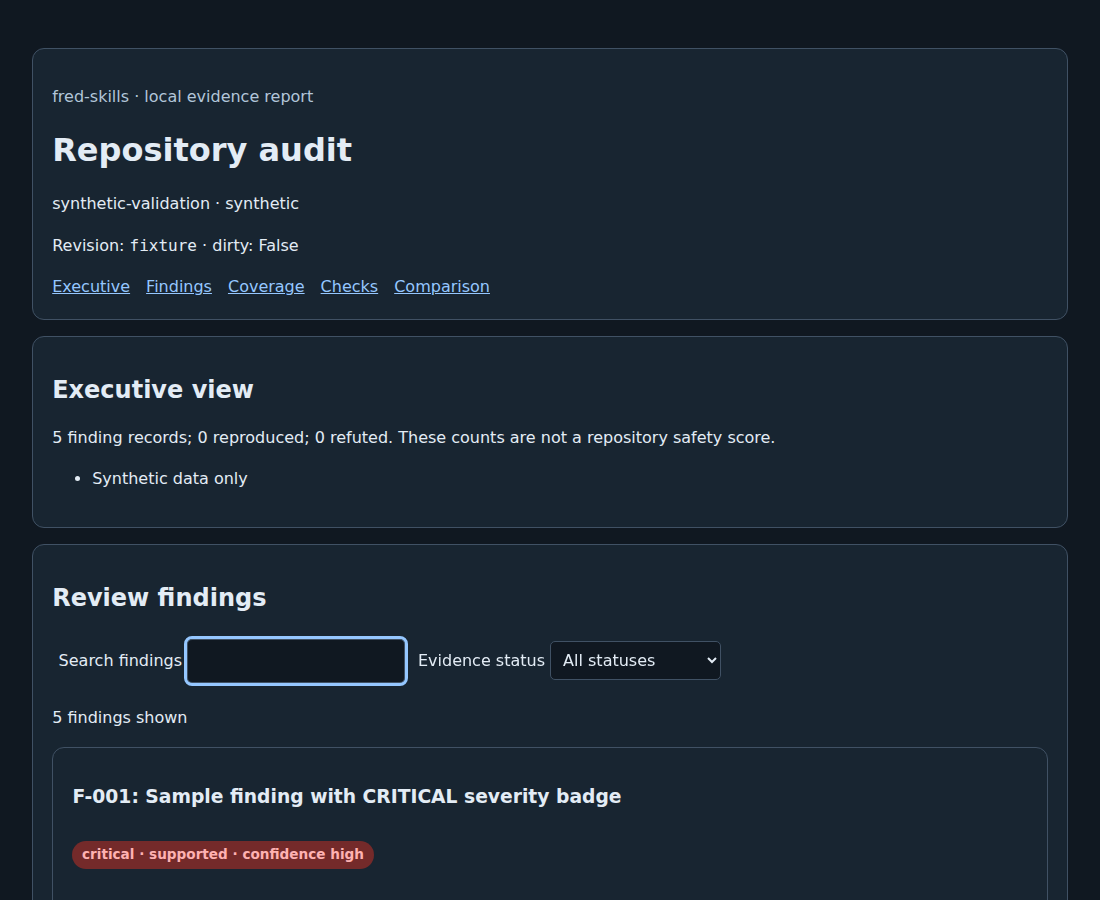 fred-skills · local evidence report
Repository audit
synthetic-validation · synthetic
Revision: fixture · dirty: False
Executive Findings Coverage Checks Comparison
Executive view
5 finding records; 0 reproduced; 0 refuted. These counts are not a repository safety score.
• Synthetic data only
Review findings
Search findings Evidence status All statuses
5 findings shown
F-001: Sample finding with CRITICAL severity badge
critical · supported · confidence high